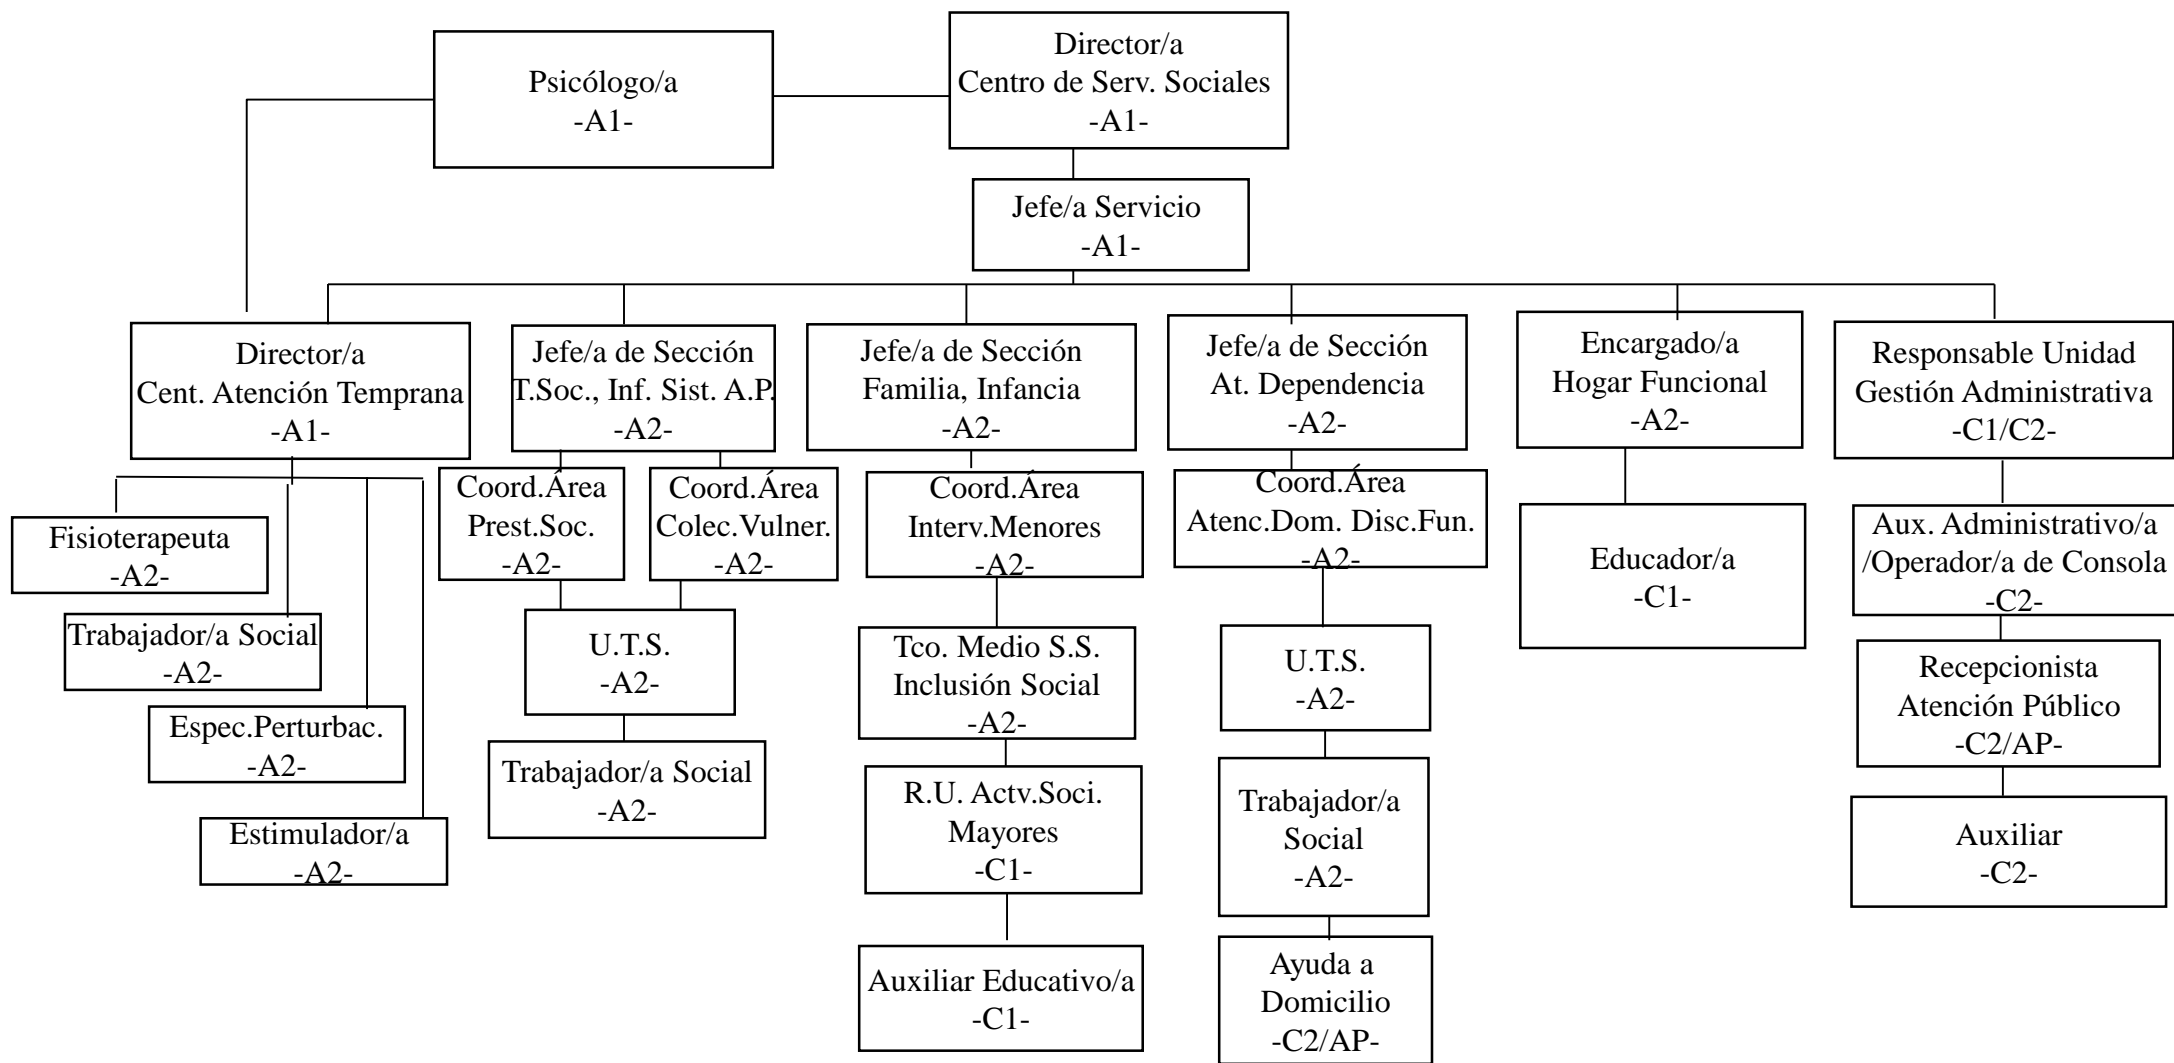 Psicólogo/a
-A1-
Director/a
Centro de Serv. Sociales
-A1-
Jefe/a Servicio
-A1-
Director/a
Cent. Atención Temprana
-A1-
Jefe/a de Sección
T.Soc., Inf. Sist. A.P.
-A2-
Jefe/a de Sección
Familia, Infancia
-A2-
Jefe/a de Sección
At. Dependencia
-A2-
Encargado/a
Hogar Funcional
-A2-
Responsable Unidad
Gestión Administrativa
-C1/C2-
Fisioterapeuta
-A2-
Trabajador/a Social
-A2-
Espec.Perturbac.
-A2-
Estimulador/a
-A2-
Coord.Área
Prest.Soc.
-A2-
Coord.Área
Colec.Vulner.
-A2-
U.T.S.
-A2-
Trabajador/a Social
-A2-
Coord.Área
Interv.Menores
-A2-
Tco. Medio S.S.
Inclusión Social
-A2-
R.U. Actv.Soci.
Mayores
-C1-
Auxiliar Educativo/a
-C1-
Coord.Área
Atenc.Dom. Disc.Fun.
-A2-
U.T.S.
-A2-
Trabajador/a
Social
-A2-
Ayuda a
Domicilio
-C2/AP-
Educador/a
-C1-
Aux. Administrativo/a
/Operador/a de Consola
-C2-
Recepcionista
Atención Público
-C2/AP-
Auxiliar
-C2-